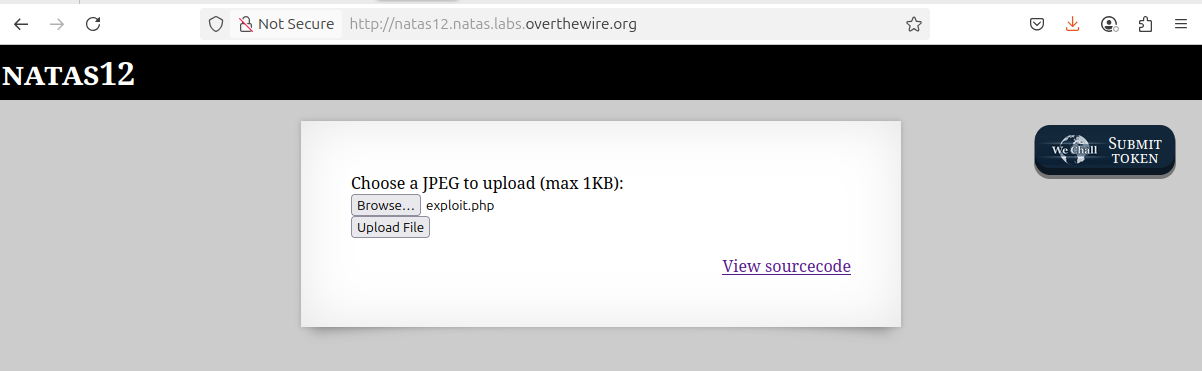 Not Secure http://natas12.natas.labs.overthewire.org
NATAS12
We Chall SUBMIT
TOKEN
Choose a JPEG to upload (max 1KB):
Browse... exploit.php
Upload File
View sourcecode